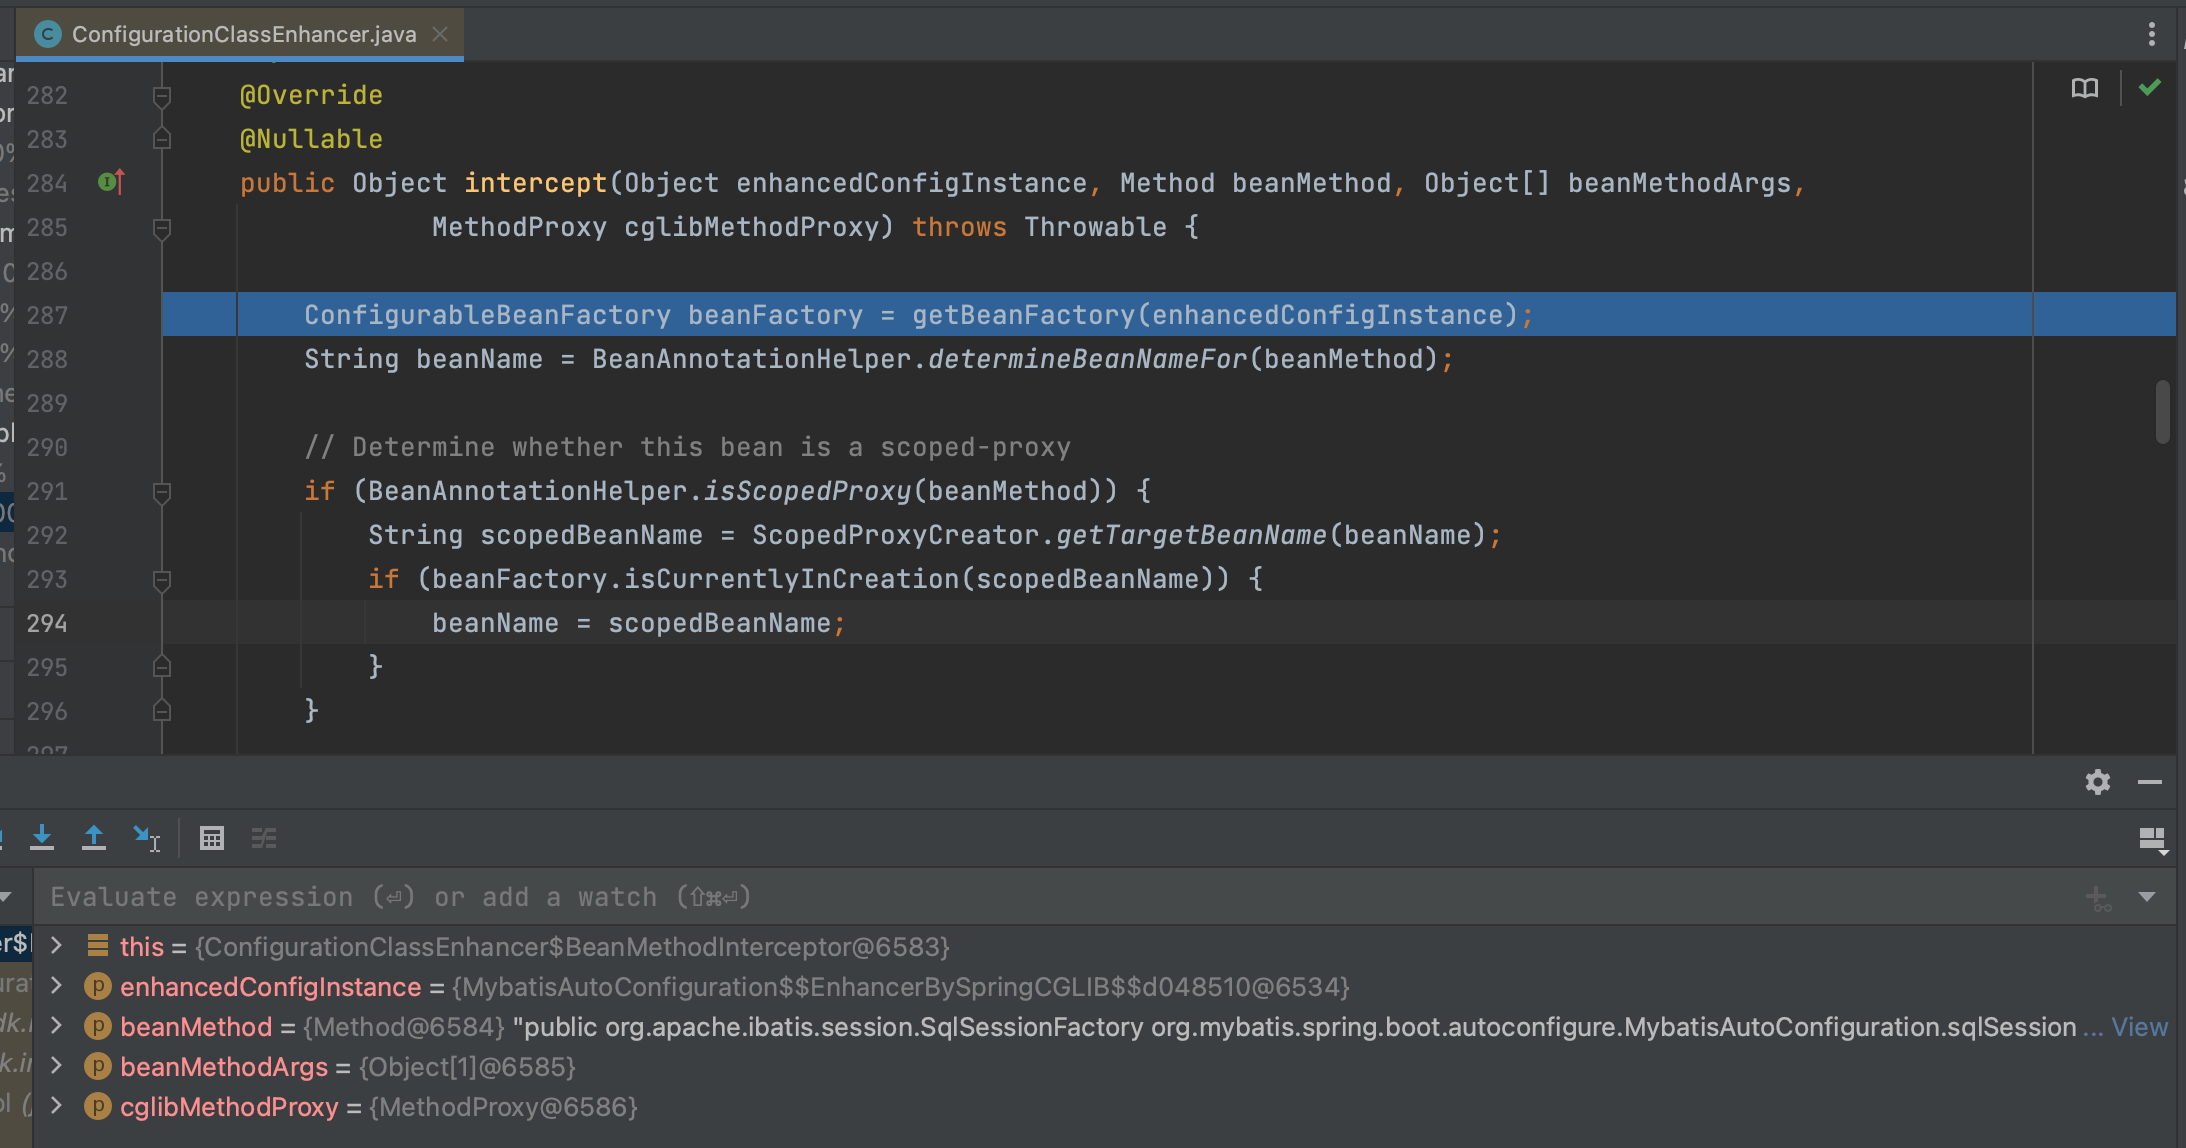 ConfigurationClassEnhancer.java
282 @Override
283 @Nullable
284 public Object intercept(Object enhancedConfigInstance, Method beanMethod, Object[] beanMethodArgs,
285 MethodProxy cglibMethodProxy) throws Throwable {
286
287 ConfigurableBeanFactory beanFactory = getBeanFactory(enhancedConfigInstance);
288 String beanName = BeanAnnotationHelper.determineBeanNameFor(beanMethod);
289
290 // Determine whether this bean is a scoped-proxy
291 if (BeanAnnotationHelper.isScopedProxy(beanMethod)) {
292 String scopedBeanName = ScopedProxyCreator.getTargetBeanName(beanName);
293 if (beanFactory.isCurrentlyInCreation(scopedBeanName)) {
294 beanName = scopedBeanName;
295 }
296 }
297
Evaluate expression (⏎) or add a watch (⇧⌘⏎)
this = {ConfigurationClassEnhancer$BeanMethodInterceptor@6583}
enhancedConfigInstance = {MybatisAutoConfiguration$$EnhancerBySpringCGLIB$$d048510@6534}
beanMethod = {Method@6584} "public org.apache.ibatis.session.SqlSessionFactory org.mybatis.spring.boot.autoconfigure.MybatisAutoConfiguration.sqlSession ... View
beanMethodArgs = {Object[1]@6585}
cglibMethodProxy = {MethodProxy@6586}